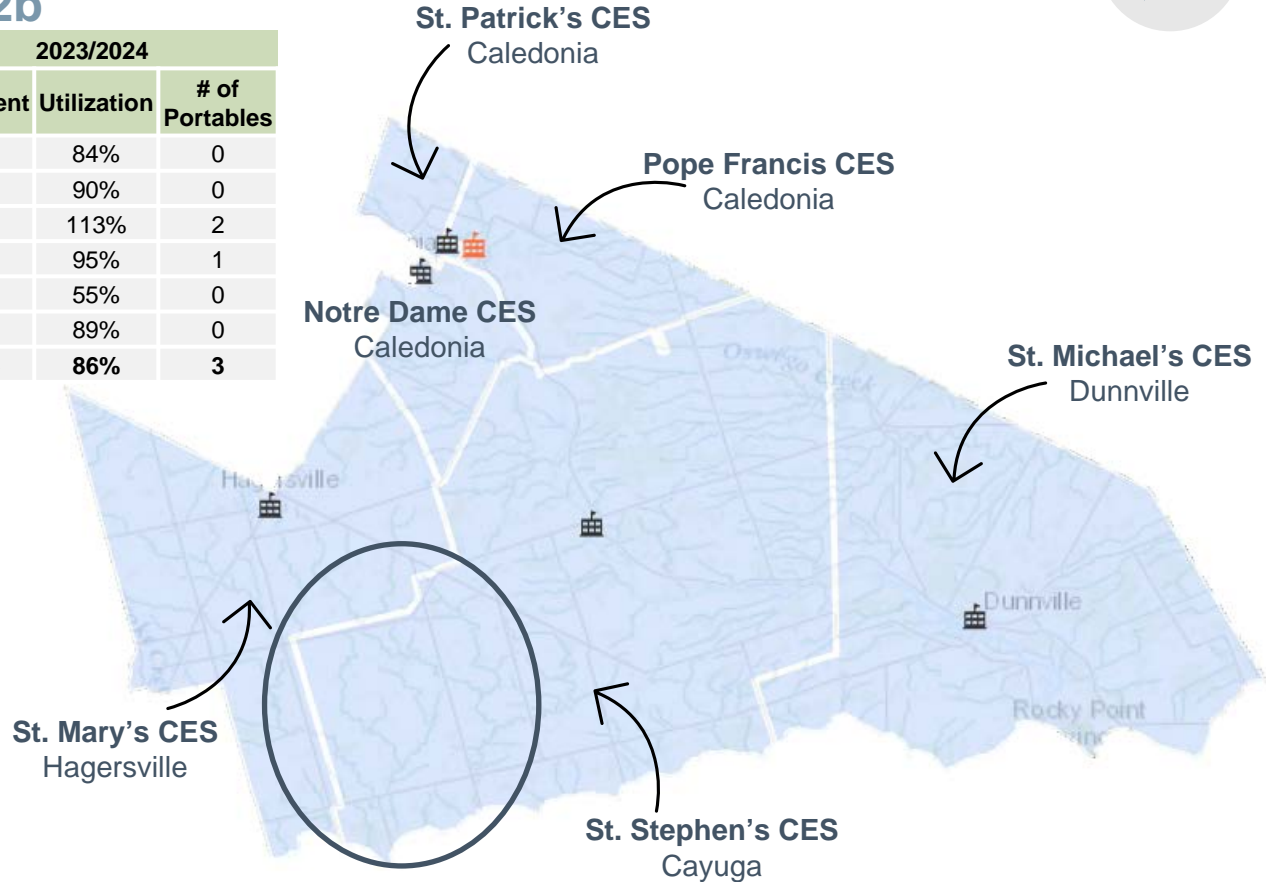 2b
St. Patrick's CES
Caledonia
2023/2024
ent Utilization # of Portables
84% 0
90% 0
113% 2
95% 1
55% 0
89% 0
86% 3
Pope Francis CES
Caledonia
Notre Dame CES
Caledonia
Oswego Creek
St. Michael's CES
Dunnville
Dunnville
Rocky Point
St. Mary's CES
Hagersville
St. Stephen's CES
Cayuga